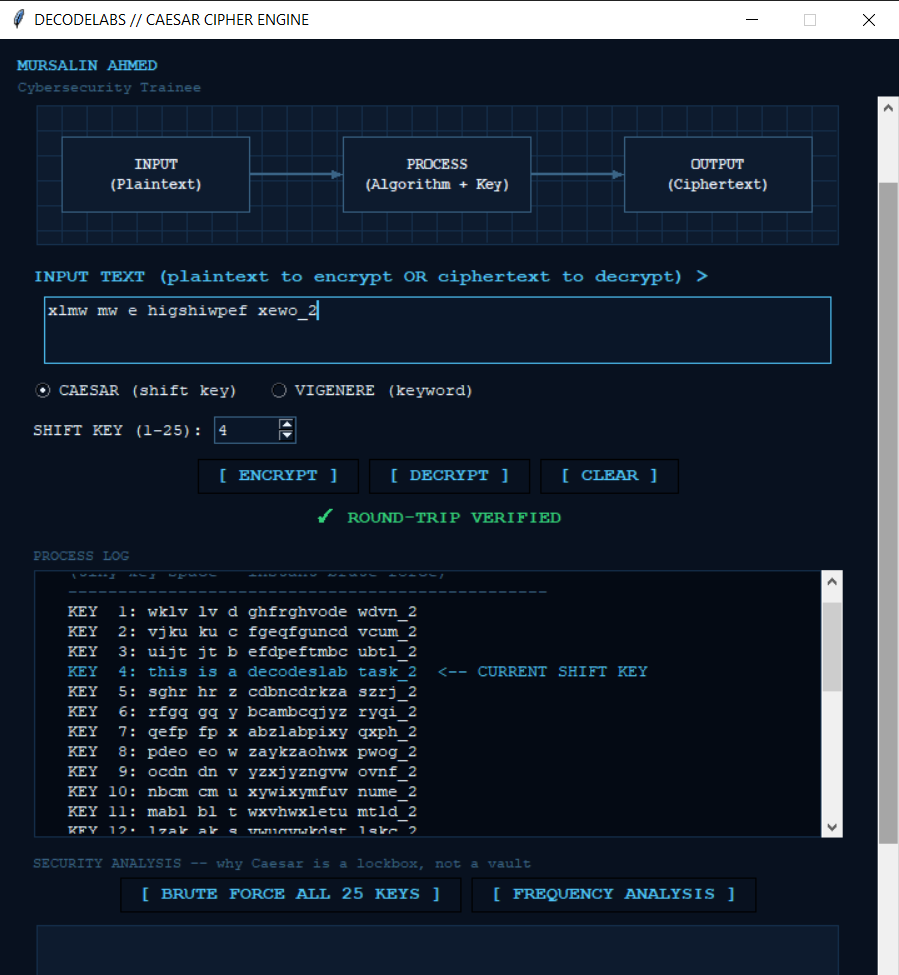 DECODELABS // CAESAR CIPHER ENGINE
MURSALIN AHMED
Cybersecurity Trainee
INPUT
(Plaintext)
PROCESS
(Algorithm + Key)
OUTPUT
(Ciphertext)
INPUT TEXT (plaintext to encrypt OR ciphertext to decrypt) >
xlmw mw e higshiwpef xewo_2
CAESAR (shift key) VIGENERE (keyword)
SHIFT KEY (1-25): 4
[ ENCRYPT ] [ DECRYPT ] [ CLEAR ]
✓ ROUND-TRIP VERIFIED
PROCESS LOG
------------------------------------------------
KEY 1: wklv lv d ghfrghvode wdvn_2
KEY 2: vjku ku c fgeqfguncd vcum_2
KEY 3: uijt jt b efdpeftmbc ubtl_2
KEY 4: this is a decodeslab task_2 <-- CURRENT SHIFT KEY
KEY 5: sghr hr z cdbncdrkza szrj_2
KEY 6: rfgq gq y bcambcqjyz ryqi_2
KEY 7: qefp fp x abzlabpixy qxph_2
KEY 8: pdeo eo w zaykzaohwx pwog_2
KEY 9: ocdn dn v yzxjyzngvw ovnf_2
KEY 10: nbcm cm u xywixymfuv nume_2
KEY 11: mabl bl t wxvhwxletu mtld_2
KEY 12: lzak ak s vwugvwkdst lskc_2
SECURITY ANALYSIS -- why Caesar is a lockbox, not a vault
[ BRUTE FORCE ALL 25 KEYS ] [ FREQUENCY ANALYSIS ]